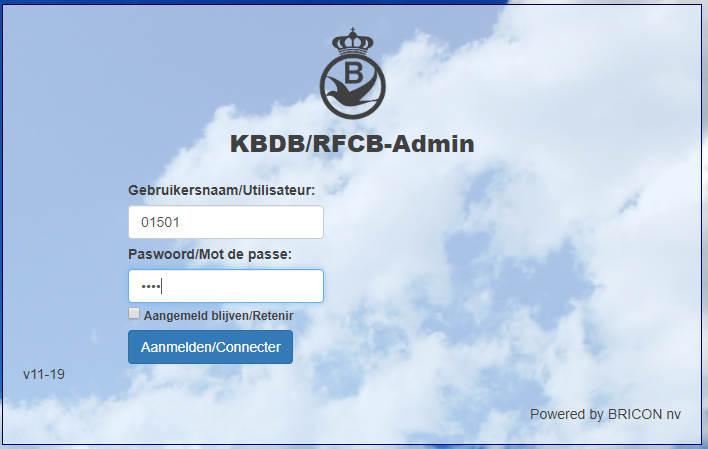 B
KBDB/RFCB-Admin
Gebruikersnaam/Utilisateur:
01501
Paswoord/Mot de passe:
••••
Aangemeld blijven/Retenir
Aanmelden/Connecter
v11-19
Powered by BRICON nv